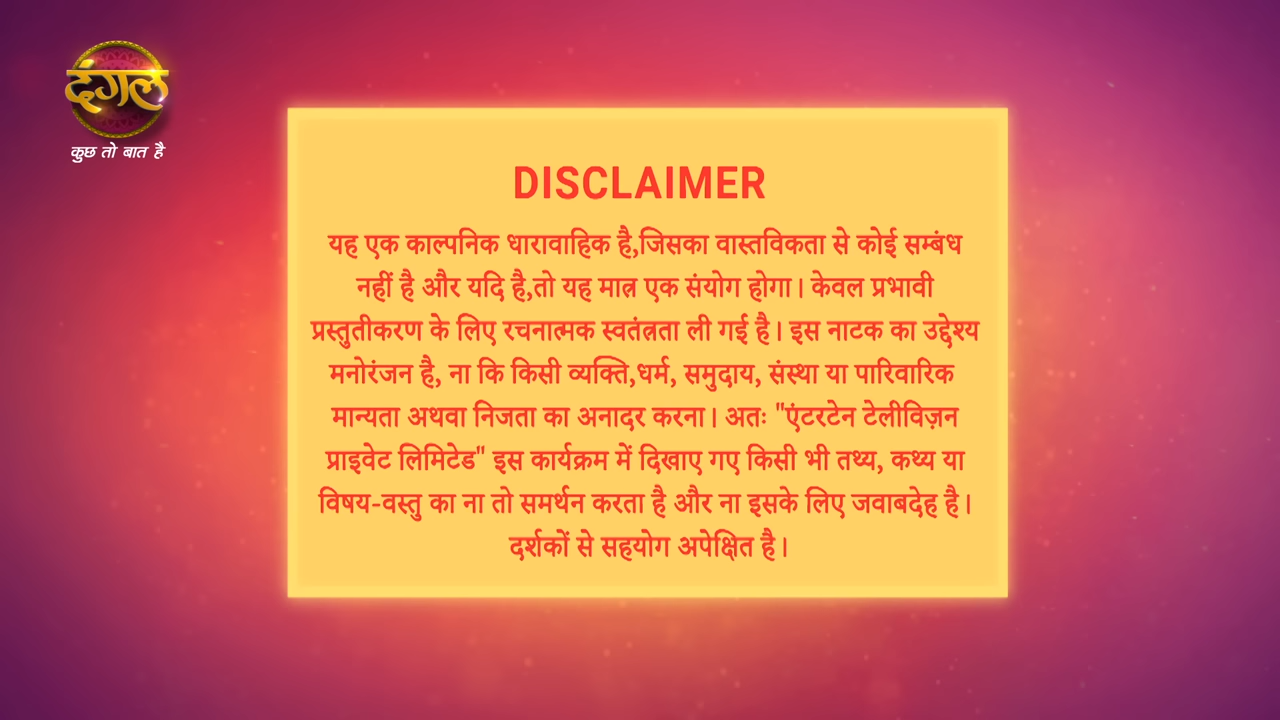 दंगल
कुछ तो बात है
DISCLAIMER
यह एक काल्पनिक धारावाहिक है,जिसका वास्तविकता से कोई सम्बंध
नहीं है और यदि है,तो यह मात्र एक संयोग होगा। केवल प्रभावी
प्रस्तुतीकरण के लिए रचनात्मक स्वतंत्रता ली गई है। इस नाटक का उद्देश्य
मनोरंजन है, ना कि किसी व्यक्ति,धर्म, समुदाय, संस्था या पारिवारिक
मान्यता अथवा निजता का अनादर करना। अतः "एंटरटेन टेलीविज़न
प्राइवेट लिमिटेड" इस कार्यक्रम में दिखाए गए किसी भी तथ्य, कथ्य या
विषय-वस्तु का ना तो समर्थन करता है और ना इसके लिए जवाबदेह है।
दर्शकों से सहयोग अपेक्षित है।